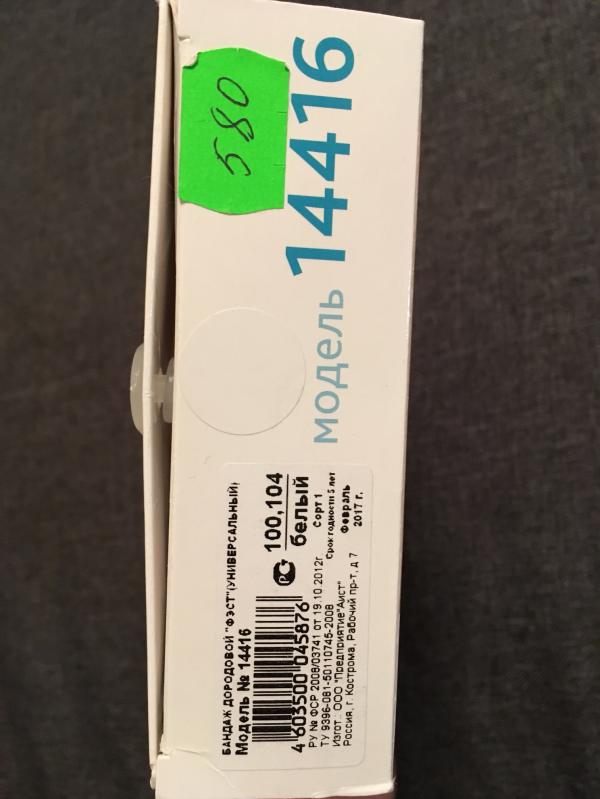 580
модель 14416
БАНДАЖ ДОРОДОВОЙ "ФЭСТ"(УНИВЕРСАЛЬНЫЙ)
Модель № 14416
4 603500 045876
РСТ
100,104
белый
Сорт 1
Срок годности 5 лет
Февраль
2017 г.
РУ № ФСР 2008/03741 от 19.10.2012г
ТУ 9396-081-50110745-2008
Изгот.: ООО "Предприятие"Аист"
Россия, г. Кострома, Рабочий пр-т, д 7